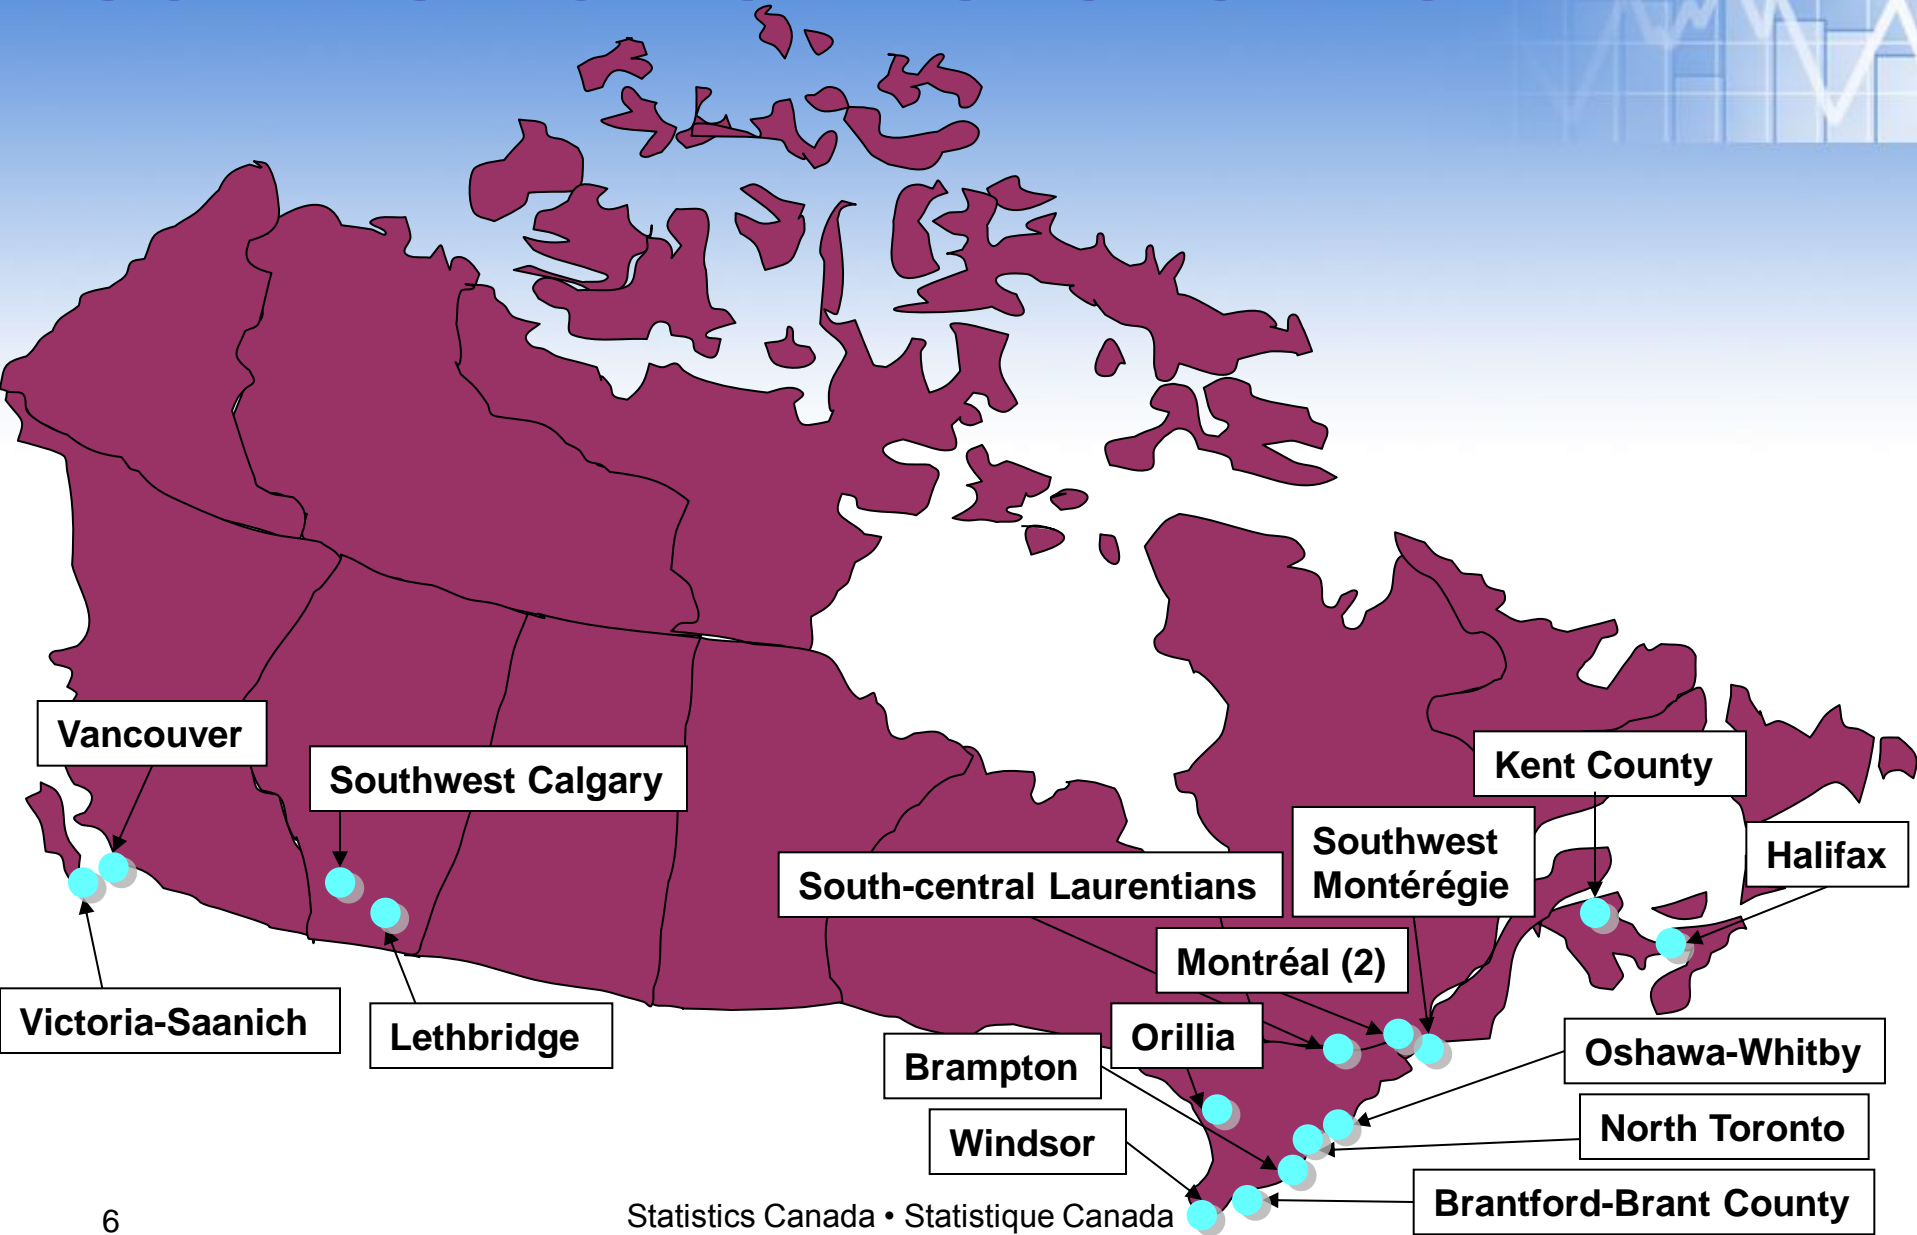 Vancouver
Southwest Calgary
Kent County
Southwest
Montérégie
Halifax
South-central Laurentians
Montréal (2)
Victoria-Saanich
Lethbridge
Orillia
Brampton
Oshawa-Whitby
Windsor
North Toronto
Brantford-Brant County
6
Statistics Canada • Statistique Canada